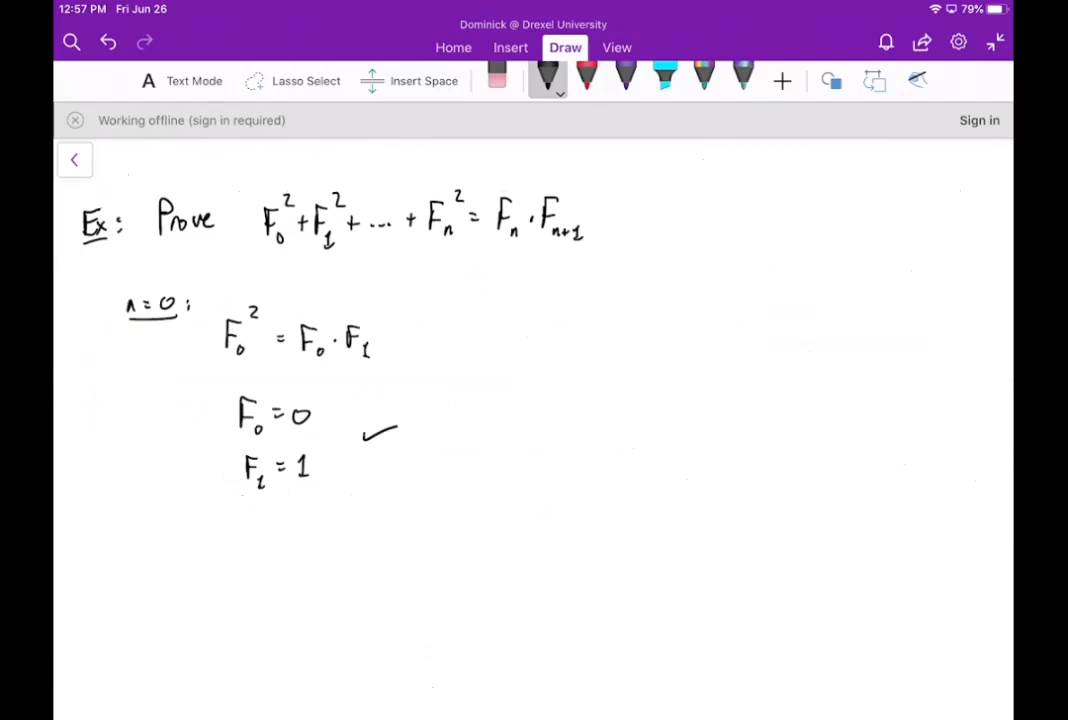 12:57 PM Fri Jun 26
79%
Dominick @ Drexel University
Home Insert Draw View
Text Mode Lasso Select Insert Space
Working offline (sign in required) Sign in
Ex: Prove F₀² + F₁² + ... + Fₙ² = Fₙ · Fₙ₊₁
n = 0:
F₀² = F₀ · F₁
F₀ = 0
F₁ = 1